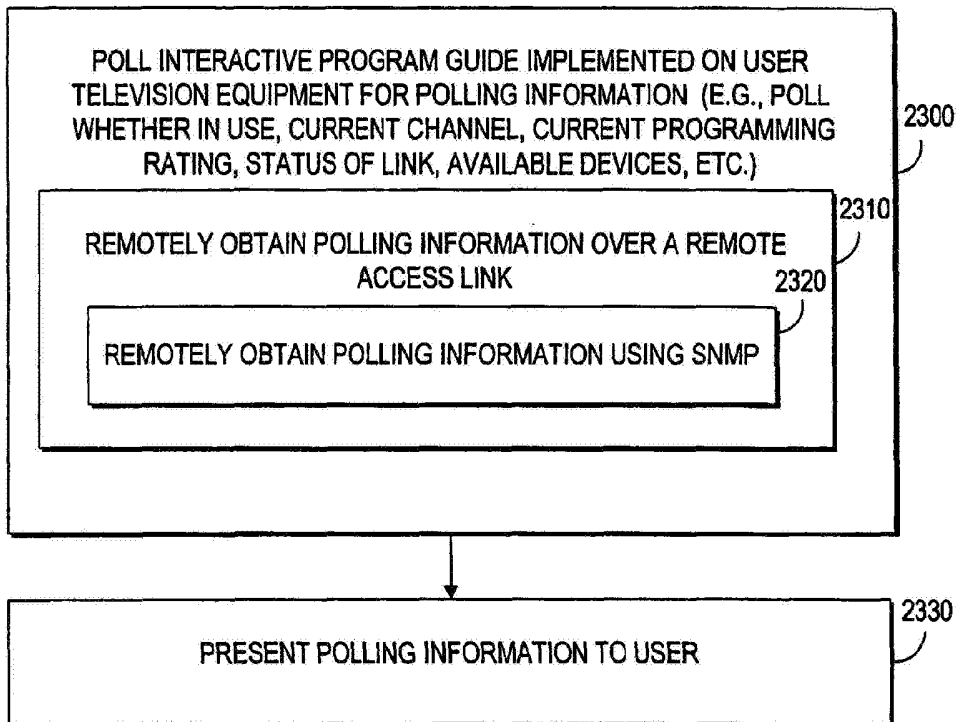 POLL INTERACTIVE PROGRAM GUIDE IMPLEMENTED ON USER
TELEVISION EQUIPMENT FOR POLLING INFORMATION (E.G., POLL
WHETHER IN USE, CURRENT CHANNEL, CURRENT PROGRAMMING
RATING, STATUS OF LINK, AVAILABLE DEVICES, ETC.)
2300
2310
REMOTELY OBTAIN POLLING INFORMATION OVER A REMOTE
ACCESS LINK
2320
REMOTELY OBTAIN POLLING INFORMATION USING SNMP
2330
PRESENT POLLING INFORMATION TO USER